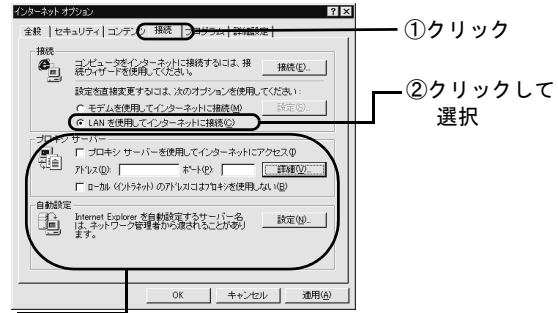 インターネット オプション
全般 セキュリティ コンテンツ 接続 プログラム 詳細設定
①クリック
接続
コンピュータをインターネットに接続するには、接
続ウィザードを使用してください。
接続(E)...
設定を直接変更するには、次のオプションを使用してください:
②クリックして
選択
モデムを使用してインターネットに接続(M)
設定(S)...
LAN を使用してインターネットに接続(C)
プロキシ サーバー
プロキシ サーバーを使用してインターネットにアクセス(I)
アドレス(D): ポート(P): 詳細(V)...
ローカル (イントラネット) のアドレスにはプロキシを使用しない(B)
自動設定
Internet Explorer を自動設定するサーバー名
は、ネットワーク管理者から渡されることがあり
ます。
設定(N)...
OK キャンセル 適用(A)